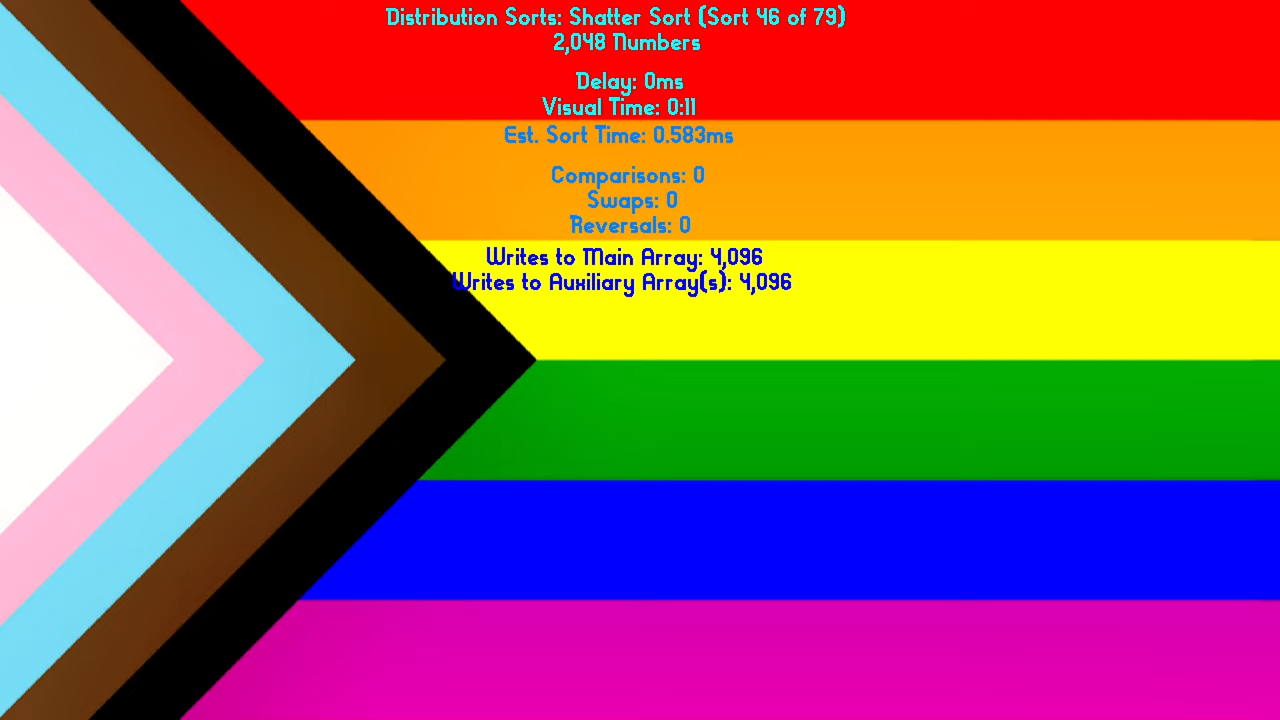 Distribution Sorts: Shatter Sort (Sort 46 of 79)
2,048 Numbers
Delay: 0ms
Visual Time: 0:11
Est. Sort Time: 0.583ms
Comparisons: 0
Swaps: 0
Reversals: 0
Writes to Main Array: 4,096
Writes to Auxiliary Array(s): 4,096